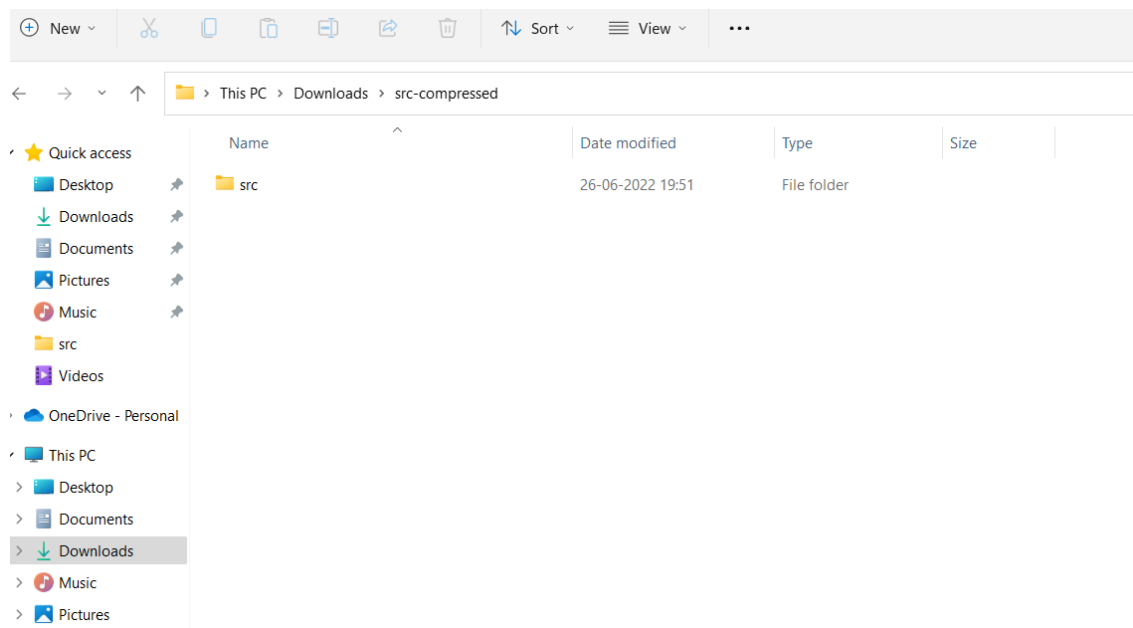 New Sort View
This PC Downloads src-compressed
Name Date modified Type Size
src 26-06-2022 19:51 File folder
Quick access
Desktop
Downloads
Documents
Pictures
Music
src
Videos
OneDrive - Personal
This PC
Desktop
Documents
Downloads
Music
Pictures